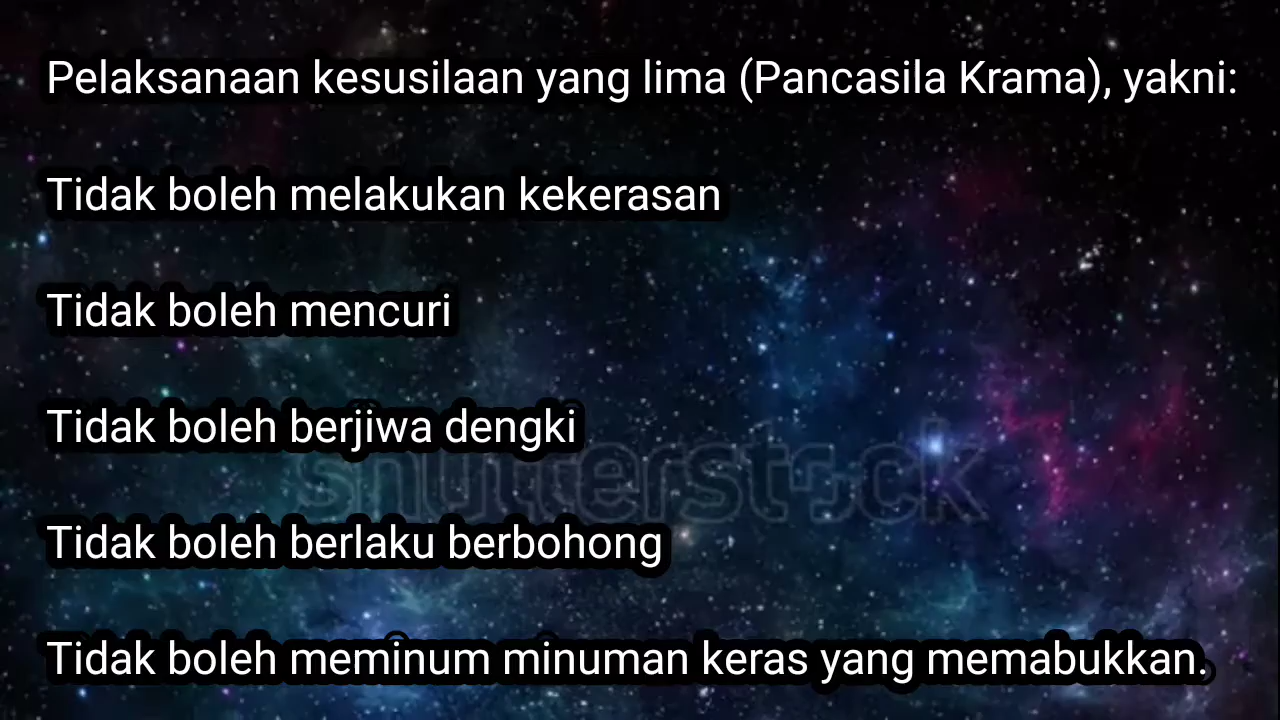 Pelaksanaan kesusilaan yang lima (Pancasila Krama), yakni:
Tidak boleh melakukan kekerasan
Tidak boleh mencuri
Tidak boleh berjiwa dengki
shutterstock
Tidak boleh berlaku berbohong
Tidak boleh meminum minuman keras yang memabukkan.